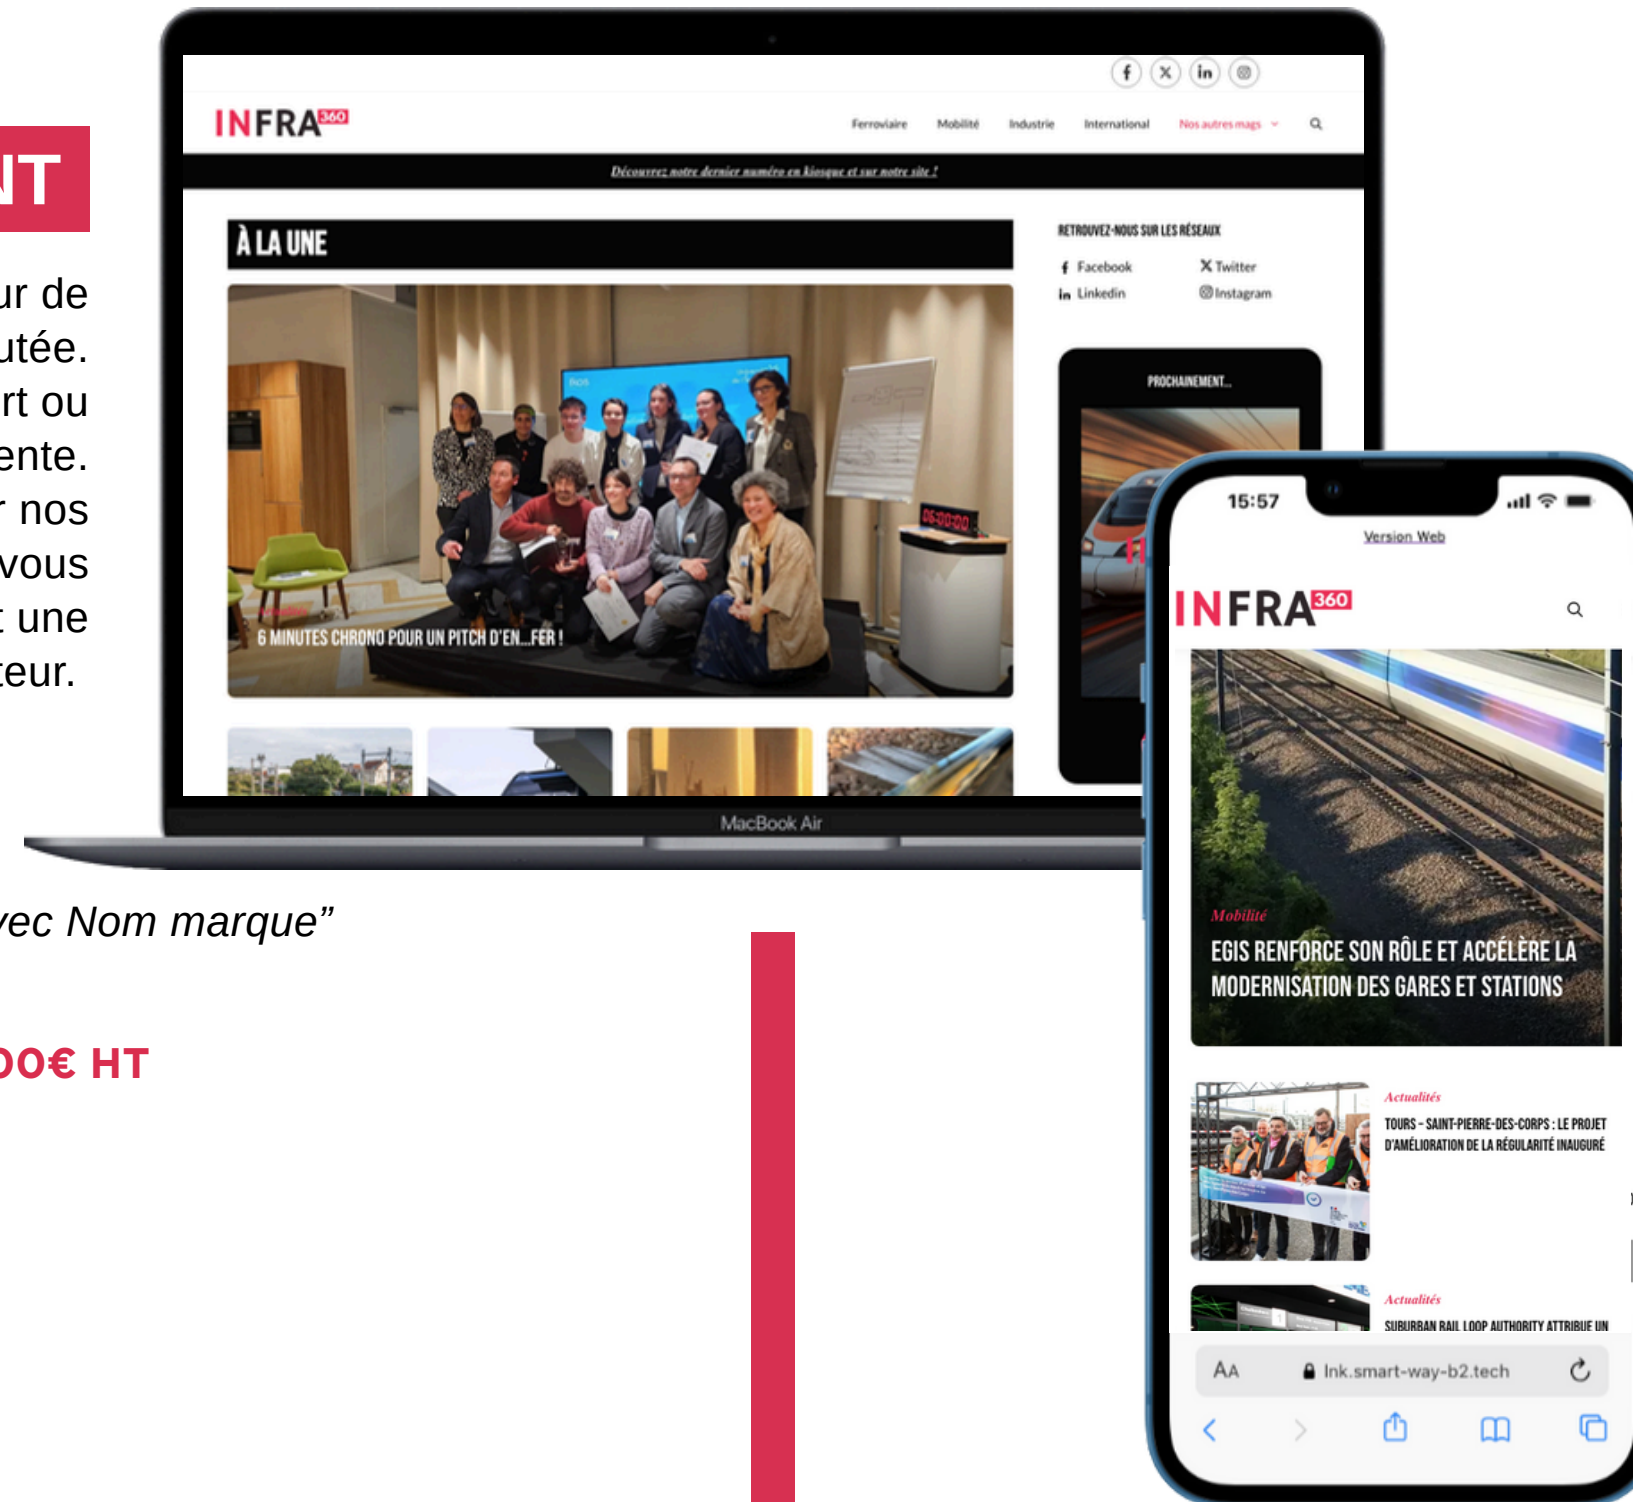 NT
ur de
utée.
rt ou
ente.
r nos
vous
t une
teur.
vec Nom marque”
00€ HT
INFRA360
Ferroviaire Mobilité Industrie International Nos autres mags
Découvrez notre dernier numéro en kiosque et sur notre site !
À LA UNE
RETROUVEZ-NOUS SUR LES RÉSEAUX
Facebook Twitter
Linkedin Instagram
PROCHAINEMENT...
06:00:00
Actualités
6 MINUTES CHRONO POUR UN PITCH D'EN...FER !
MacBook Air
15:57
Version Web
INFRA360
Mobilité
EGIS RENFORCE SON RÔLE ET ACCÉLÈRE LA
MODERNISATION DES GARES ET STATIONS
Actualités
TOURS – SAINT-PIERRE-DES-CORPS : LE PROJET
D'AMÉLIORATION DE LA RÉGULARITÉ INAUGURÉ
Actualités
SUBURBAN RAIL LOOP AUTHORITY ATTRIBUE UN
AA lnk.smart-way-b2.tech